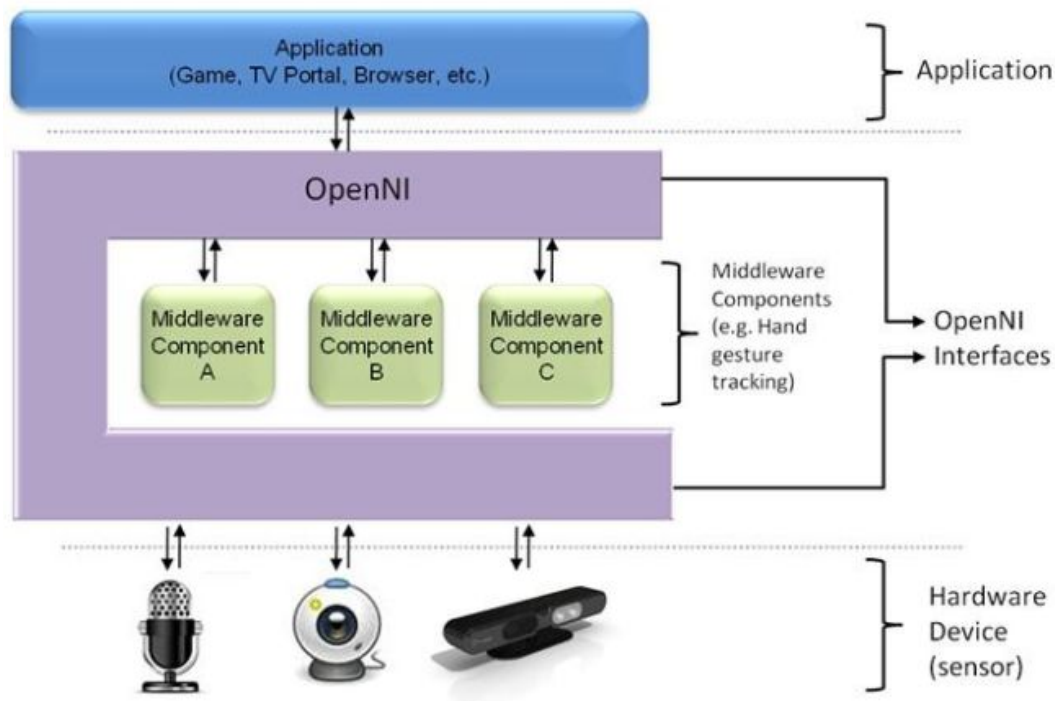 Application
(Game, TV Portal, Browser, etc.)
Application
OpenNI
Middleware
Component
A
Middleware
Component
B
Middleware
Component
C
Middleware
Components
(e.g. Hand
gesture
tracking)
OpenNI
Interfaces
Hardware
Device
(sensor)